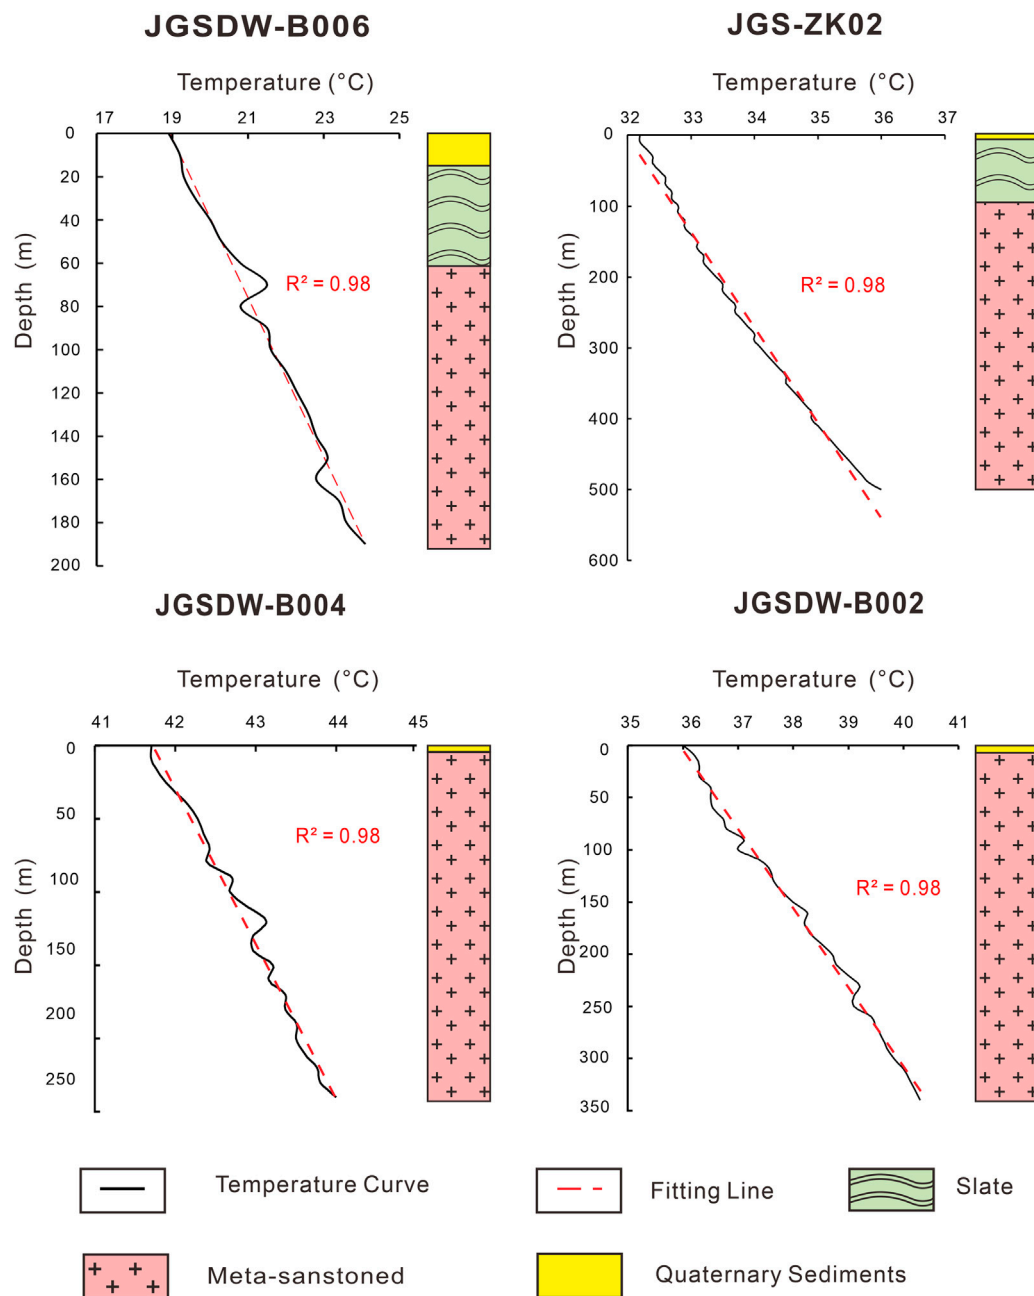 JGSDW-B006
Temperature (°C)
17 19 21 23 25
0
20
40
60
80
100
120
140
160
180
200
Depth (m)
R² = 0.98
JGS-ZK02
Temperature (°C)
32 33 34 35 36 37
0
100
200
300
400
500
600
Depth (m)
R² = 0.98
JGSDW-B004
Temperature (°C)
41 42 43 44 45
0
50
100
150
200
250
Depth (m)
R² = 0.98
JGSDW-B002
Temperature (°C)
35 36 37 38 39 40 41
0
50
100
150
200
250
300
350
Depth (m)
R² = 0.98
Temperature Curve
Fitting Line
Slate
Meta-sanstoned
Quaternary Sediments